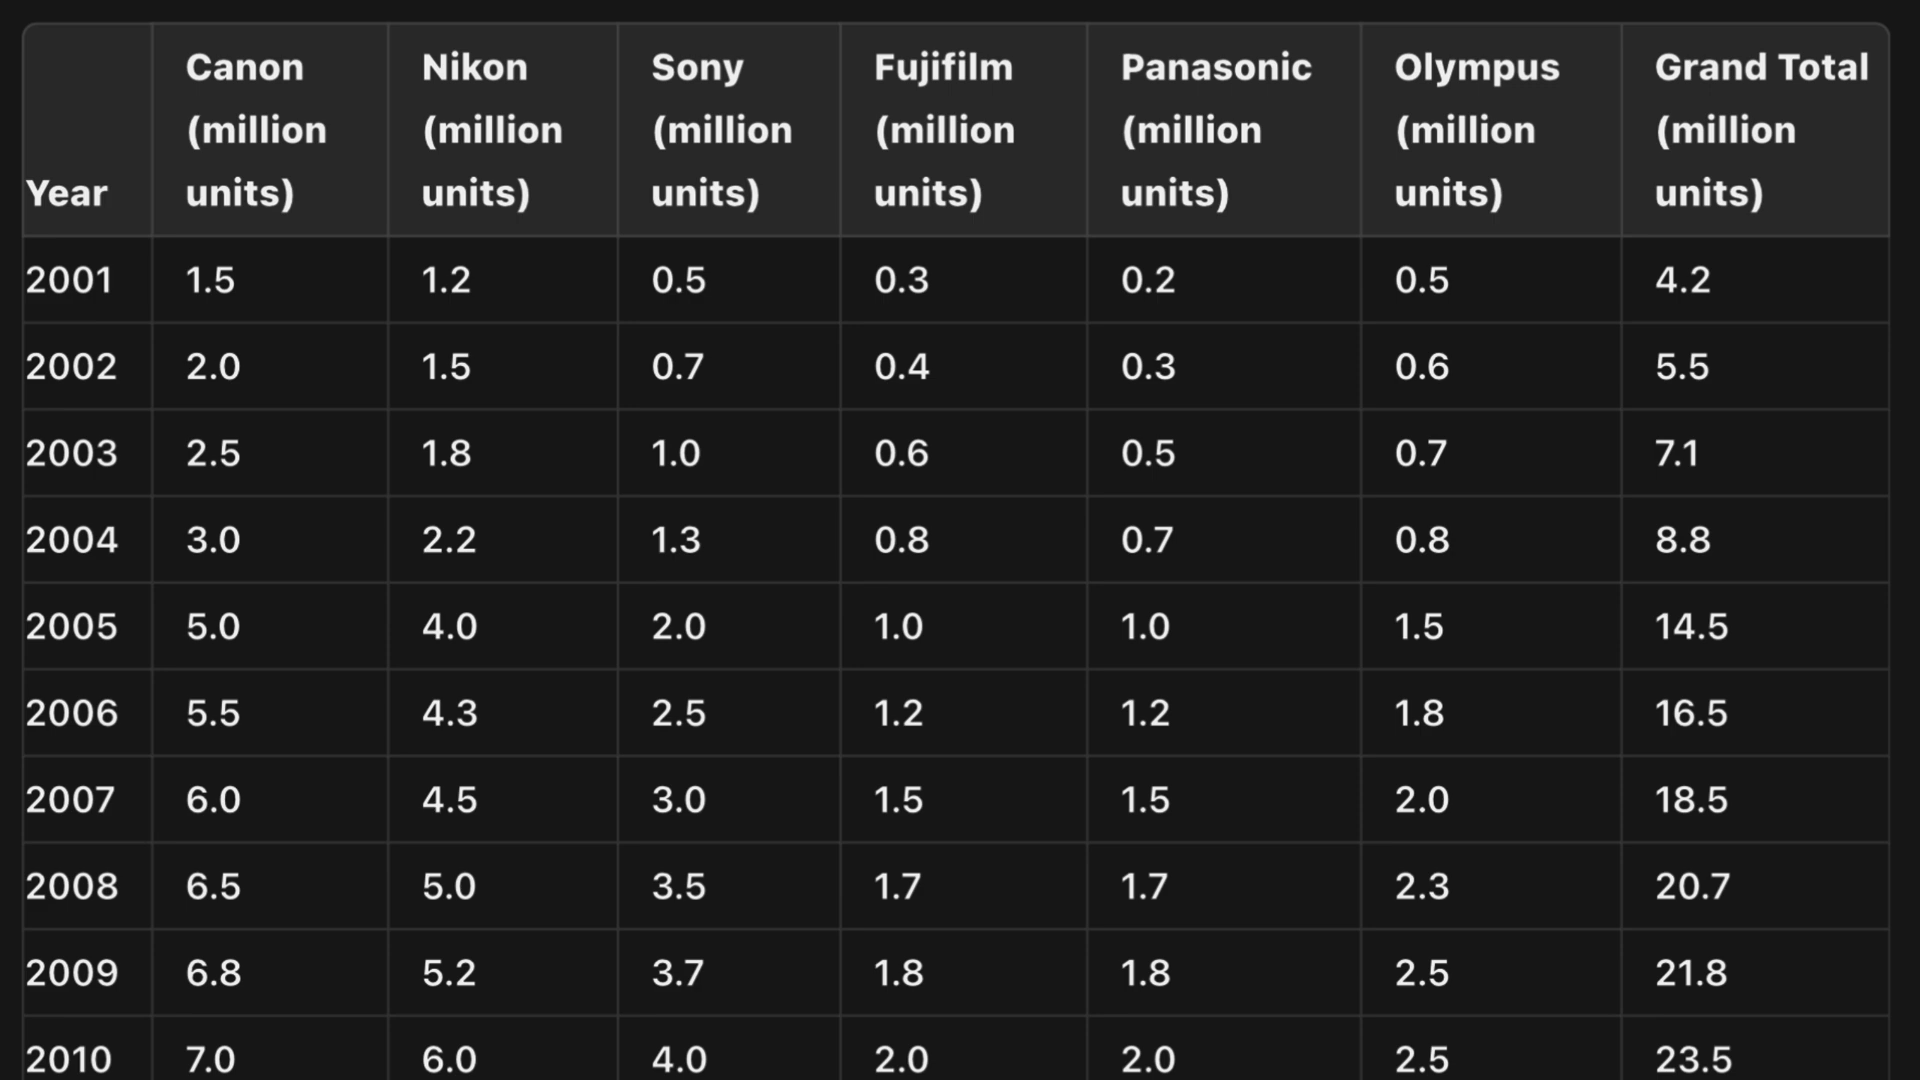 Year | Canon (million units) | Nikon (million units) | Sony (million units) | Fujifilm (million units) | Panasonic (million units) | Olympus (million units) | Grand Total (million units)
2001 | 1.5 | 1.2 | 0.5 | 0.3 | 0.2 | 0.5 | 4.2
2002 | 2.0 | 1.5 | 0.7 | 0.4 | 0.3 | 0.6 | 5.5
2003 | 2.5 | 1.8 | 1.0 | 0.6 | 0.5 | 0.7 | 7.1
2004 | 3.0 | 2.2 | 1.3 | 0.8 | 0.7 | 0.8 | 8.8
2005 | 5.0 | 4.0 | 2.0 | 1.0 | 1.0 | 1.5 | 14.5
2006 | 5.5 | 4.3 | 2.5 | 1.2 | 1.2 | 1.8 | 16.5
2007 | 6.0 | 4.5 | 3.0 | 1.5 | 1.5 | 2.0 | 18.5
2008 | 6.5 | 5.0 | 3.5 | 1.7 | 1.7 | 2.3 | 20.7
2009 | 6.8 | 5.2 | 3.7 | 1.8 | 1.8 | 2.5 | 21.8
2010 | 7.0 | 6.0 | 4.0 | 2.0 | 2.0 | 2.5 | 23.5